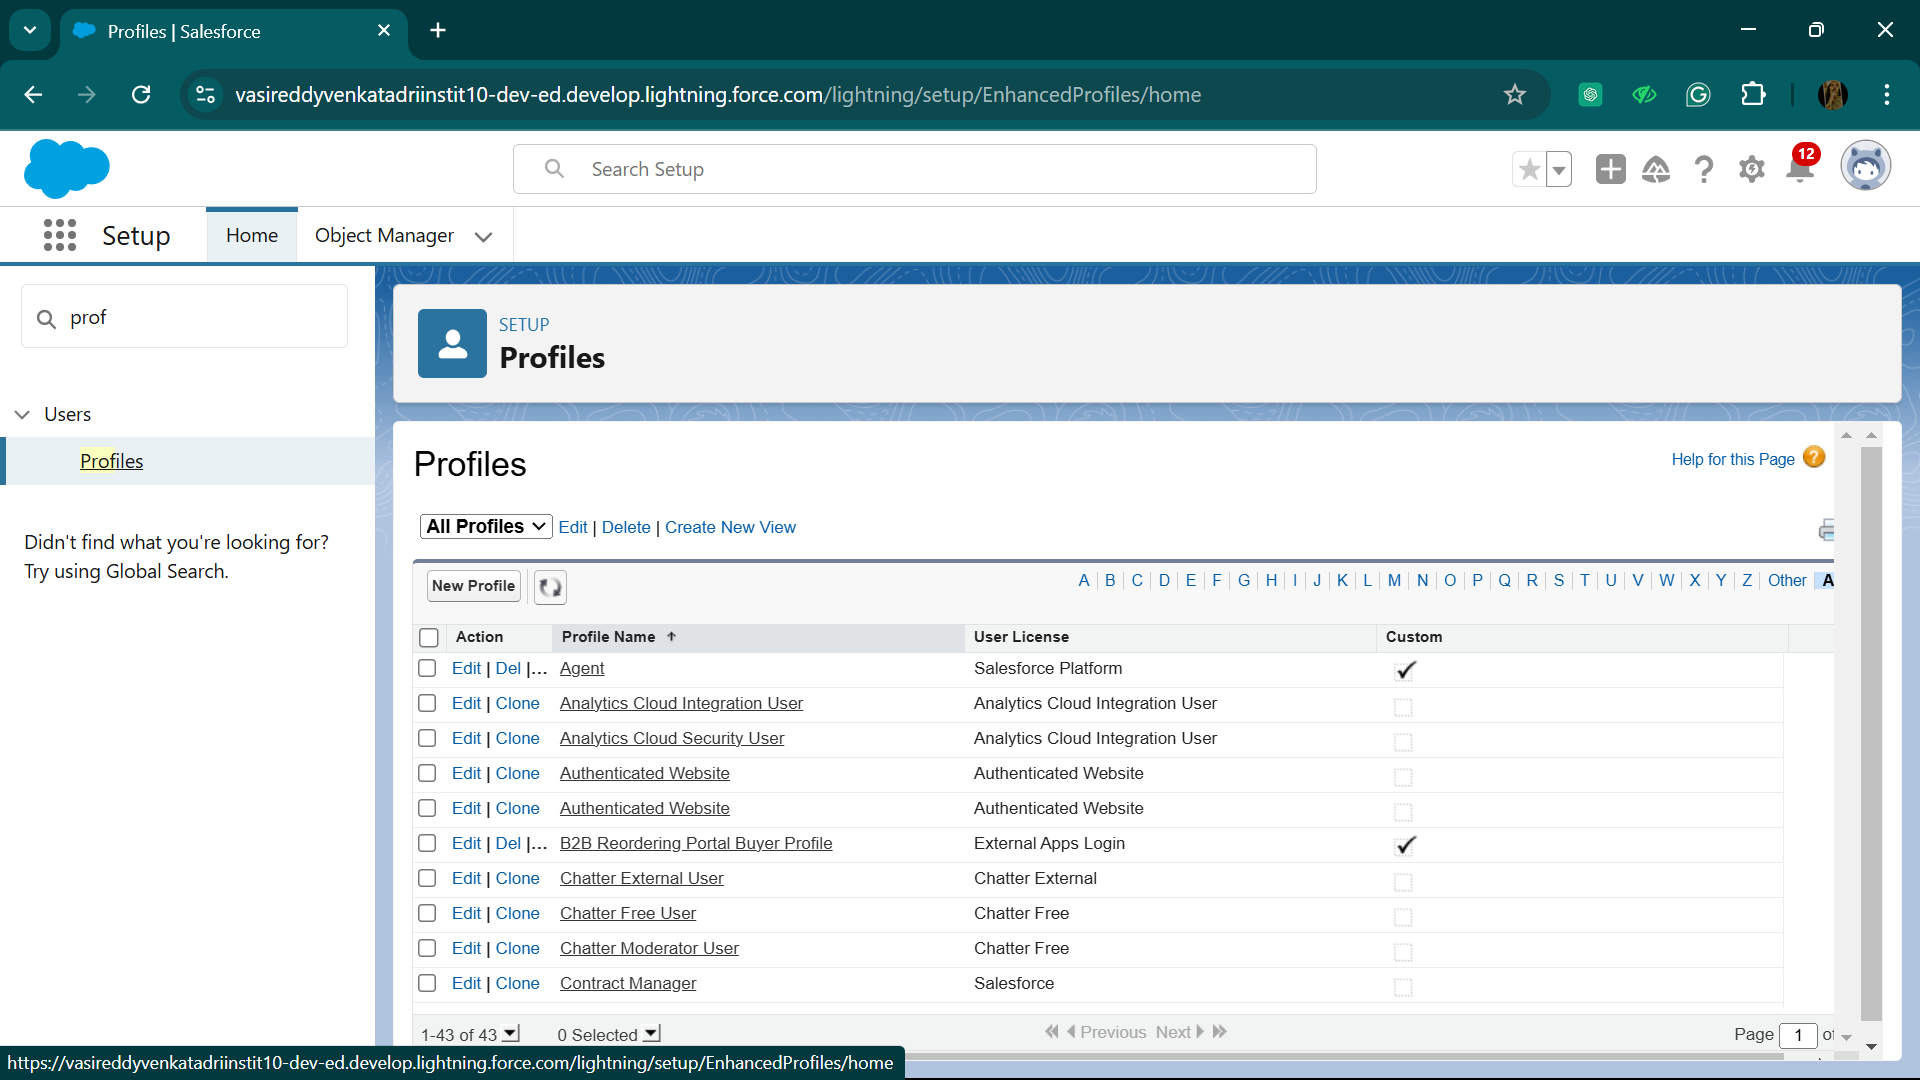 Profiles | Salesforce
vasireddyvenkatadriinstit10-dev-ed.develop.lightning.force.com/lightning/setup/EnhancedProfiles/home
Search Setup
12
Setup
Home
Object Manager
prof
Users
Profiles
Didn't find what you're looking for?
Try using Global Search.
SETUP
Profiles
Profiles
Help for this Page ?
All Profiles Edit | Delete | Create New View
New Profile
A B C D E F G H I J K L M N O P Q R S T U V W X Y Z Other A
Action Profile Name User License Custom
Edit | Del |... Agent Salesforce Platform
Edit | Clone Analytics Cloud Integration User Analytics Cloud Integration User
Edit | Clone Analytics Cloud Security User Analytics Cloud Integration User
Edit | Clone Authenticated Website Authenticated Website
Edit | Clone Authenticated Website Authenticated Website
Edit | Del |... B2B Reordering Portal Buyer Profile External Apps Login
Edit | Clone Chatter External User Chatter External
Edit | Clone Chatter Free User Chatter Free
Edit | Clone Chatter Moderator User Chatter Free
Edit | Clone Contract Manager Salesforce
1-43 of 43 0 Selected Previous Next Page 1 of
https://vasireddyvenkatadriinstit10-dev-ed.develop.lightning.force.com/lightning/setup/EnhancedProfiles/home